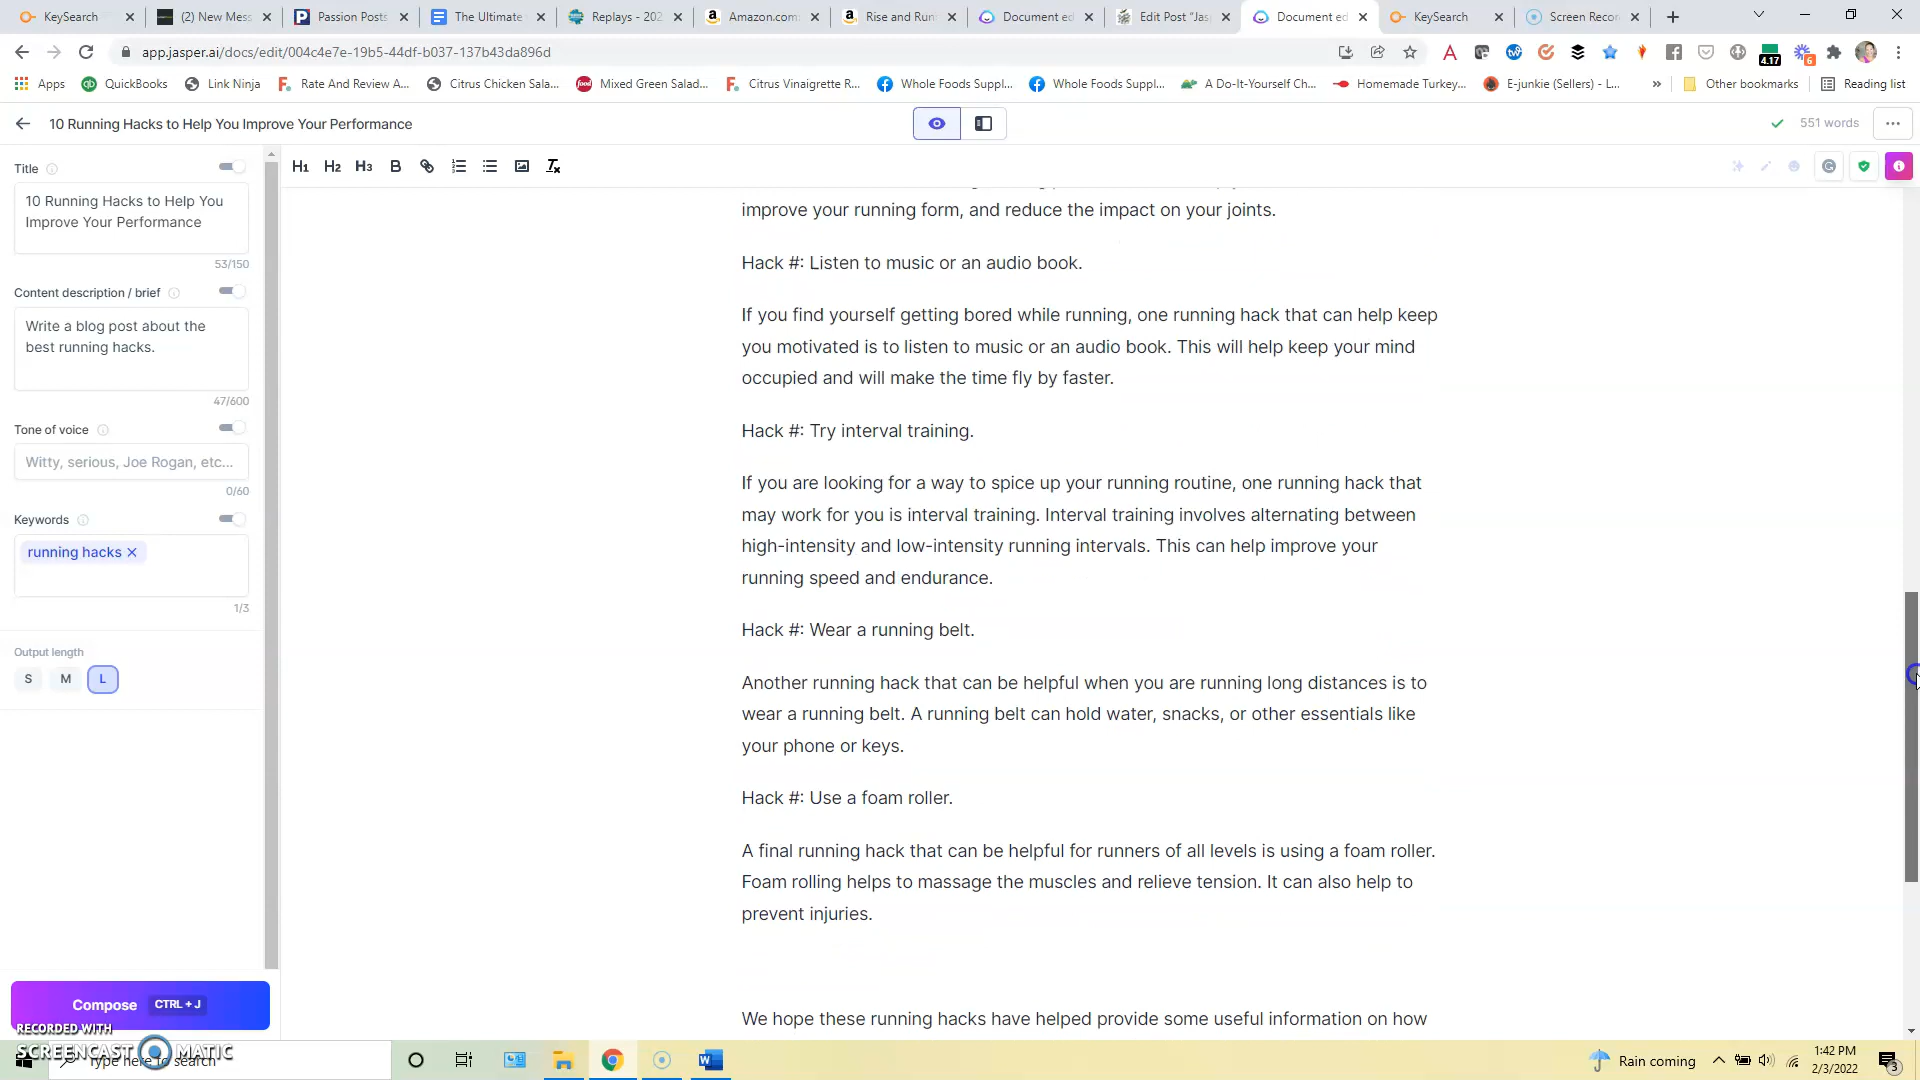 KeySearch
(2) New Mess
Passion Posts
The Ultimate
Replays - 202
Amazon.com:
Rise and Run
Document ed
Edit Post "Jas
Document ed
KeySearch
Screen Recor
app.jasper.ai/docs/edit/004c4e7e-19b5-44df-b037-137b43da896d
4.17
6
Apps
QuickBooks
Link Ninja
Rate And Review A...
Citrus Chicken Sala...
Mixed Green Salad...
Citrus Vinaigrette R...
Whole Foods Suppl...
Whole Foods Suppl...
A Do-It-Yourself Ch...
Homemade Turkey...
E-junkie (Sellers) - L...
»
Other bookmarks
Reading list
10 Running Hacks to Help You Improve Your Performance
551 words
H1 H2 H3 B
Title
10 Running Hacks to Help You
Improve Your Performance
53/150
Content description / brief
Write a blog post about the
best running hacks.
47/600
Tone of voice
Witty, serious, Joe Rogan, etc...
0/60
Keywords
running hacks
1/3
Output length
S M L
Compose CTRL + J
improve your running form, and reduce the impact on your joints.
Hack #: Listen to music or an audio book.
If you find yourself getting bored while running, one running hack that can help keep
you motivated is to listen to music or an audio book. This will help keep your mind
occupied and will make the time fly by faster.
Hack #: Try interval training.
If you are looking for a way to spice up your running routine, one running hack that
may work for you is interval training. Interval training involves alternating between
high-intensity and low-intensity running intervals. This can help improve your
running speed and endurance.
Hack #: Wear a running belt.
Another running hack that can be helpful when you are running long distances is to
wear a running belt. A running belt can hold water, snacks, or other essentials like
your phone or keys.
Hack #: Use a foam roller.
A final running hack that can be helpful for runners of all levels is using a foam roller.
Foam rolling helps to massage the muscles and relieve tension. It can also help to
prevent injuries.
We hope these running hacks have helped provide some useful information on how
RECORDED WITH
SCREENCAST MATIC
Type here to search
Rain coming
1:42 PM
2/3/2022
3